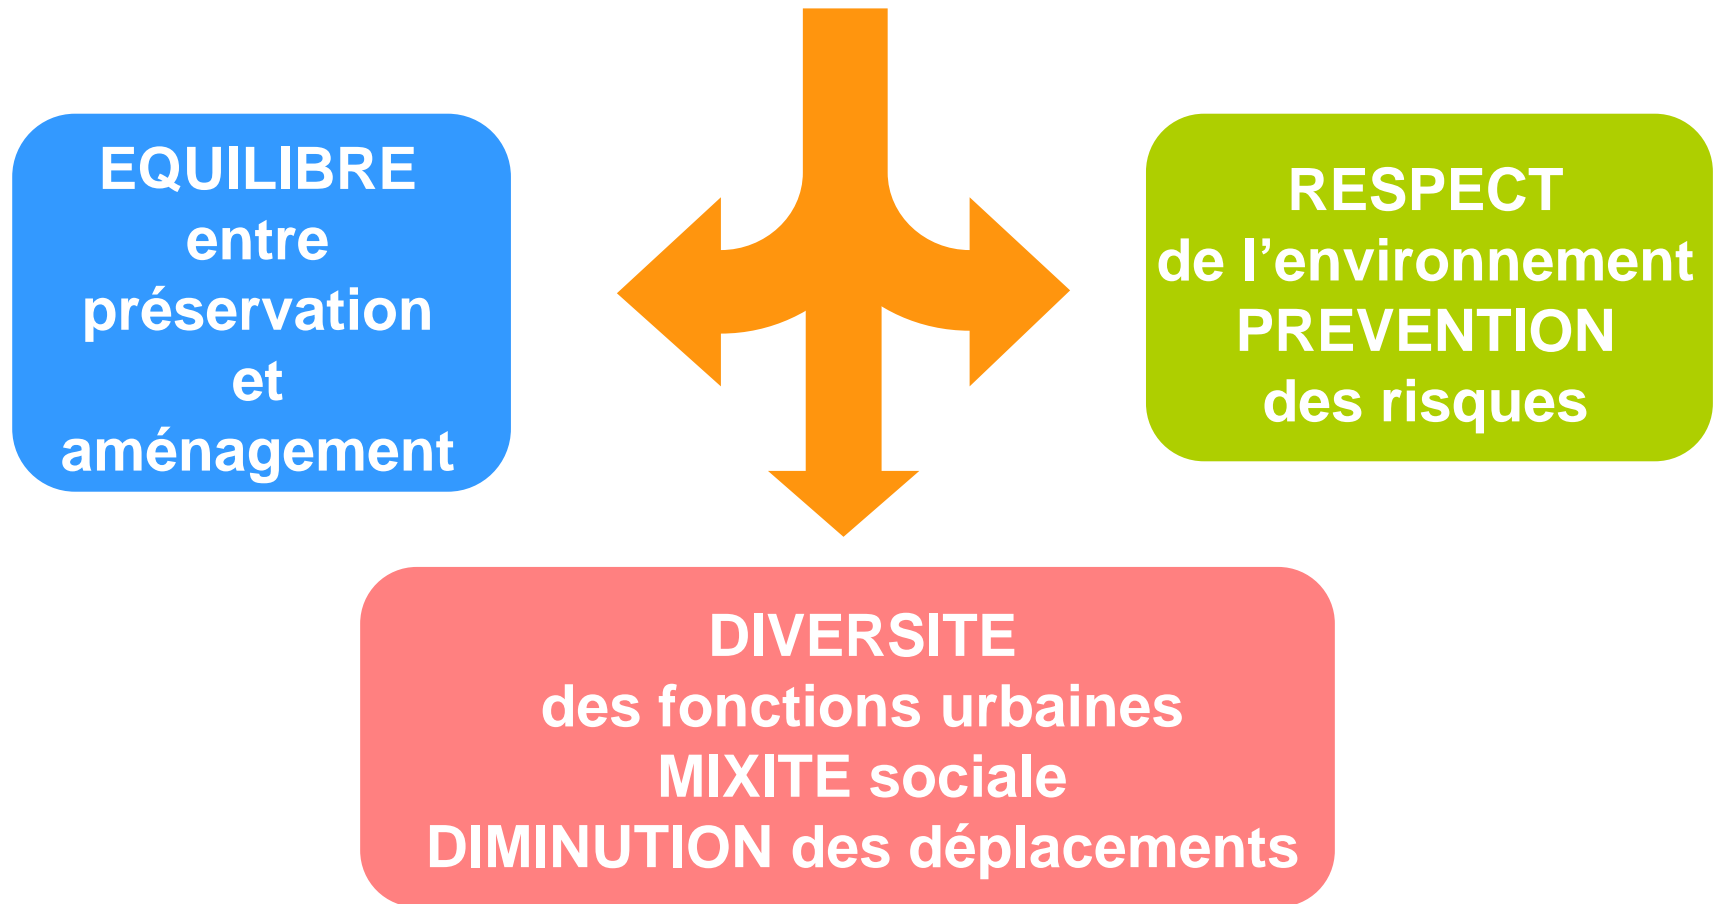 EQUILIBRE
entre
préservation
et
aménagement
RESPECT
de l’environnement
PREVENTION
des risques
DIVERSITE
des fonctions urbaines
MIXITE sociale
DIMINUTION des déplacements